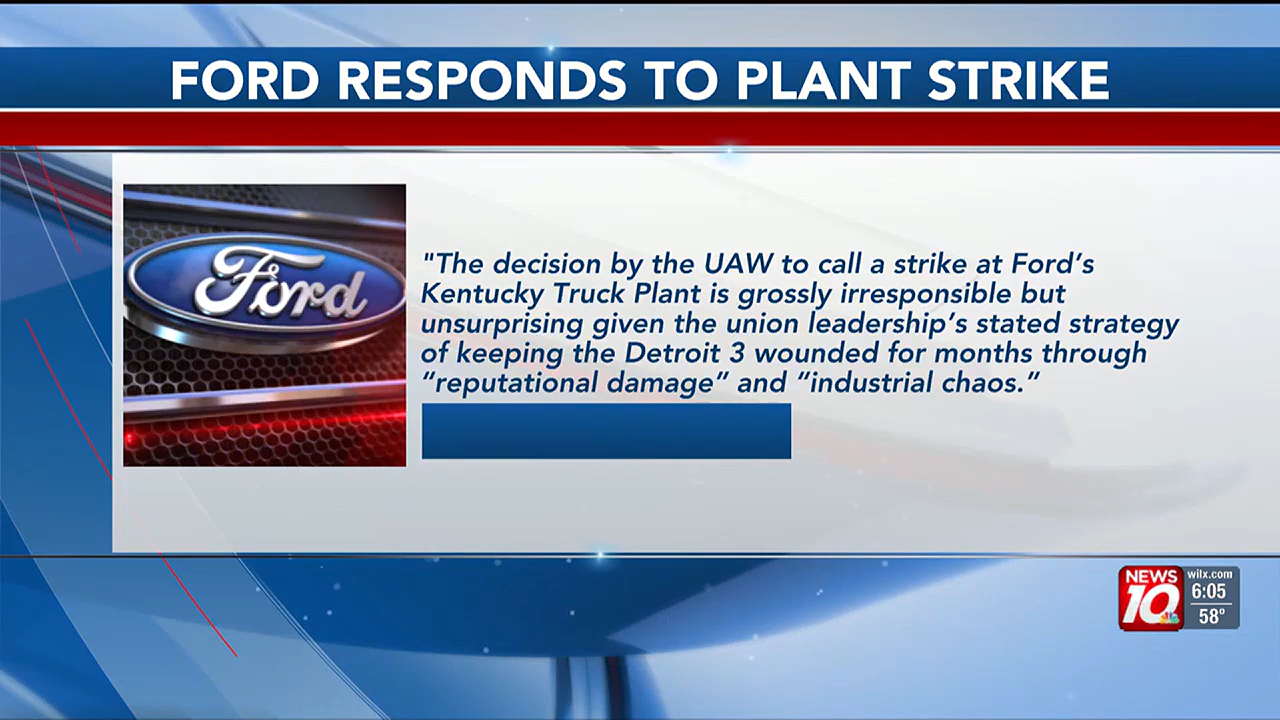 FORD RESPONDS TO PLANT STRIKE
Ford
"The decision by the UAW to call a strike at Ford’s
Kentucky Truck Plant is grossly irresponsible but
unsurprising given the union leadership’s stated strategy
of keeping the Detroit 3 wounded for months through
“reputational damage” and “industrial chaos.“
NEWS
10
wilx.com
6:05
58°